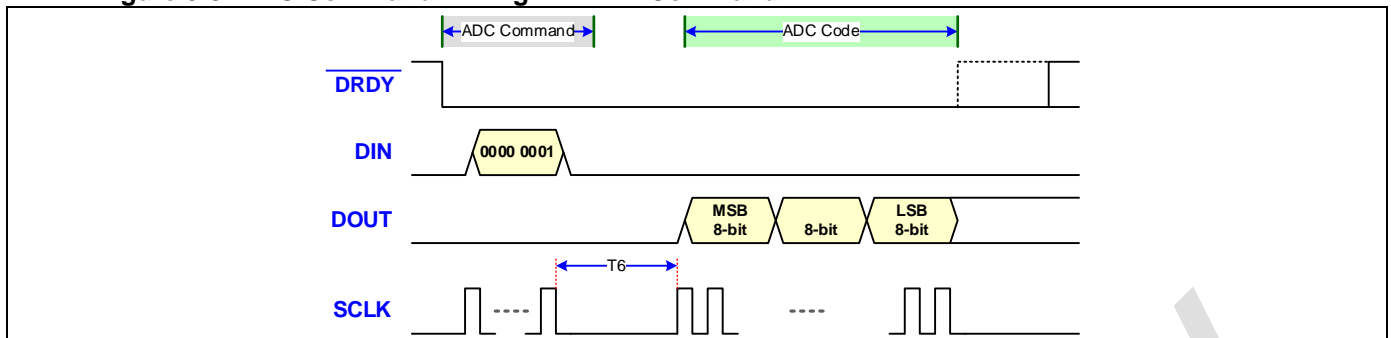 ADC Command
ADC Code
DRDY
DIN
0000 0001
DOUT
MSB
8-bit
8-bit
LSB
8-bit
T6
SCLK